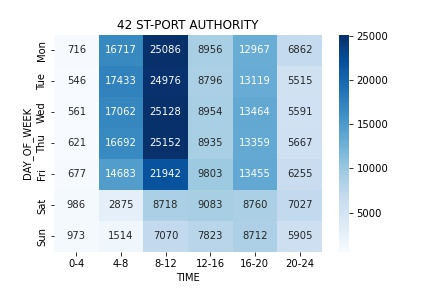 42 ST-PORT AUTHORITY
Mon 716 16717 25086 8956 12967 6862
Tue 546 17433 24976 8796 13119 5515
Wed 561 17062 25128 8954 13464 5591
Thu 621 16692 25152 8935 13359 5667
Fri 677 14683 21942 9803 13455 6255
Sat 986 2875 8718 9083 8760 7027
Sun 973 1514 7070 7823 8712 5905
0-4 4-8 8-12 12-16 16-20 20-24
TIME
DAY_OF_WEEK
25000
20000
15000
10000
5000